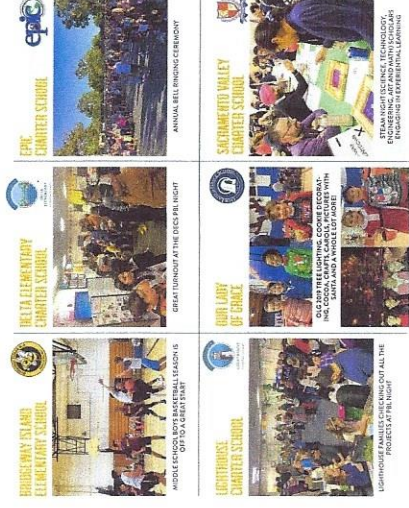 BRIDGEWAY ISLAND
ELEMENTARY SCHOOL
MIDDLE SCHOOL BOYS BASKETBALL SEASON IS
OFF TO A GREAT START
DELTA ELEMENTARY
CHARTER SCHOOL
GREAT TURNOUT AT THE DECS PBL NIGHT
EPIC
CHARTER SCHOOL
epic
ANNUAL BELL RINGING CEREMONY
LIGHTHOUSE
CHARTER SCHOOL
LIGHTHOUSE FAMILIES CHECKING OUT ALL THE
PROJECTS AT PBL NIGHT
OUR LADY
OF GRACE
OLG 2019 TREE LIGHTING, COOKIE DECORAT-
ING, COCOA, CRAFTS, CAROLS, PICTURES WITH
SANTA AND A WHOLE LOT MORE!
SACRAMENTO VALLEY
CHARTER SCHOOL
STEAM NIGHT (SCIENCE, TECHNOLOGY,
ENGINEERING, ART AND MATH) SCHOLARS
ENGAGING IN EXPERIENTIAL LEARNING